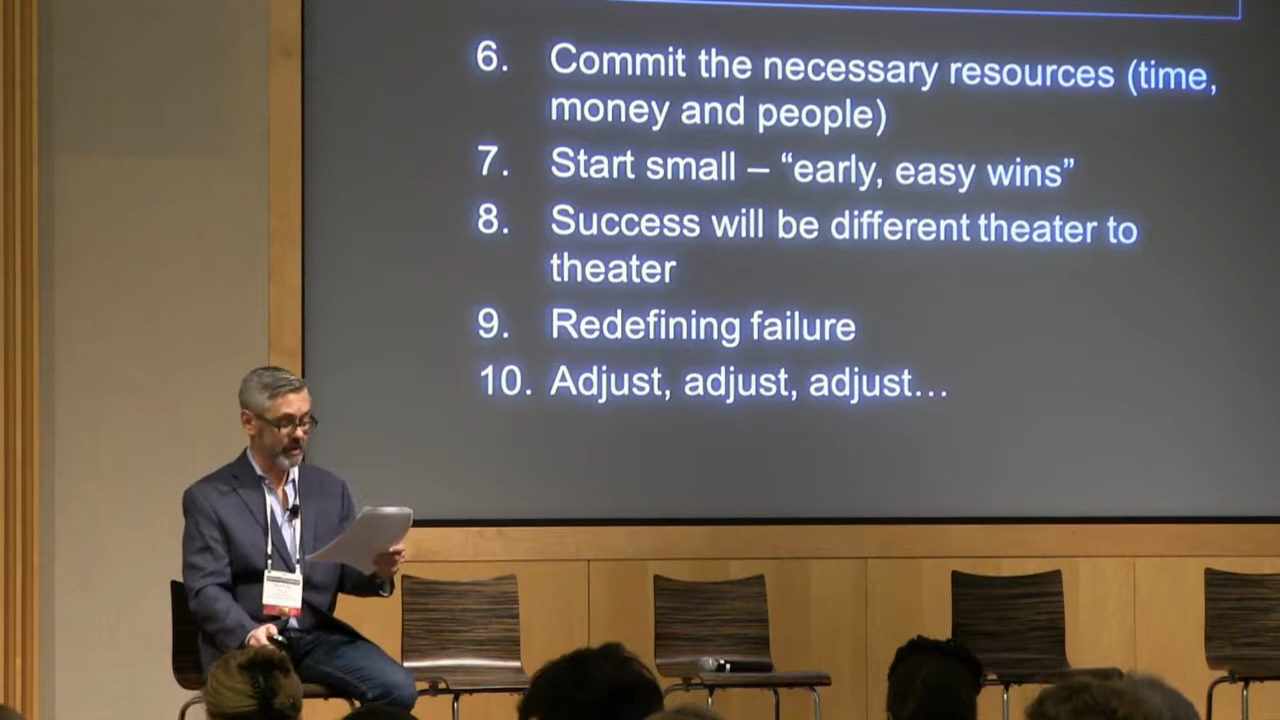 6. Commit the necessary resources (time,
money and people)
7. Start small – “early, easy wins”
8. Success will be different theater to
theater
9. Redefining failure
10. Adjust, adjust, adjust…